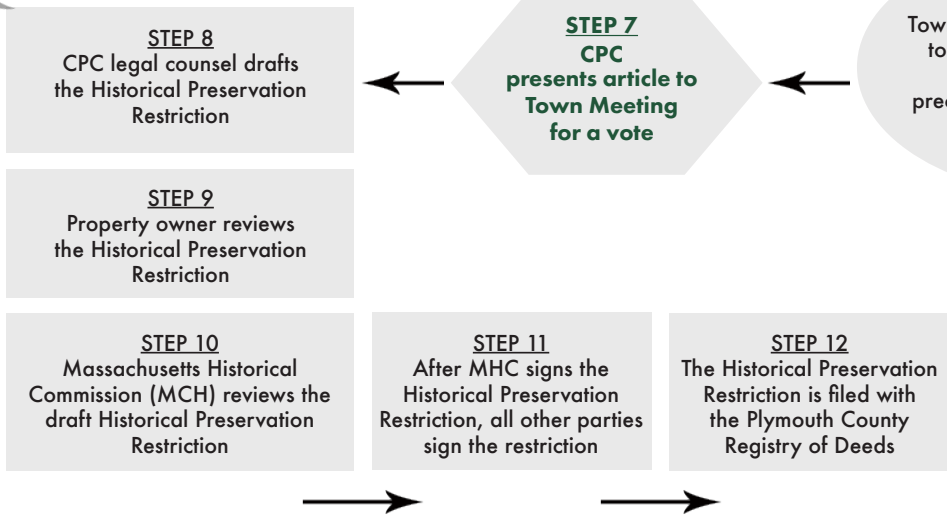 STEP 8
CPC legal counsel drafts
the Historical Preservation
Restriction
STEP 7
CPC
presents article to
Town Meeting
for a vote
to
STEP 9
Property owner reviews
the Historical Preservation
Restriction
STEP 10
Massachusetts Historical
Commission (MCH) reviews the
draft Historical Preservation
Restriction
STEP 11
After MHC signs the
Historical Preservation
Restriction, all other parties
sign the restriction
STEP 12
The Historical Preservation
Restriction is filed with
the Plymouth County
Registry of Deeds